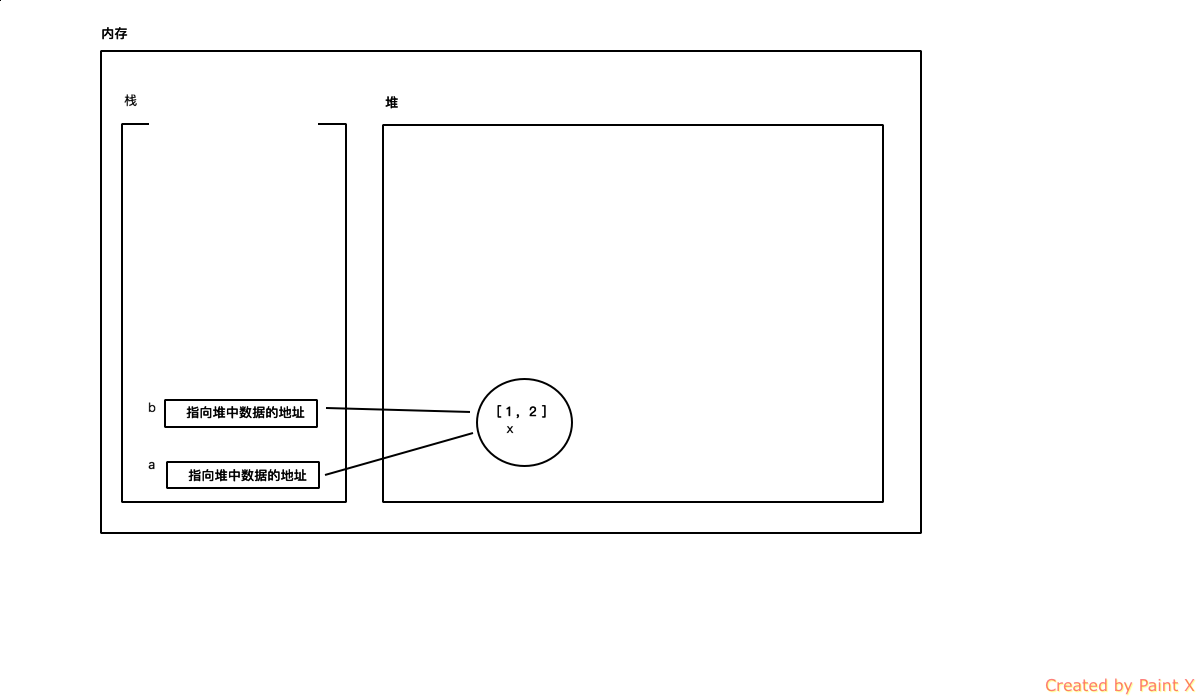 内存
栈
堆
b 指向堆中数据的地址
[ 1 , 2 ]
x
a 指向堆中数据的地址
Created by Paint X